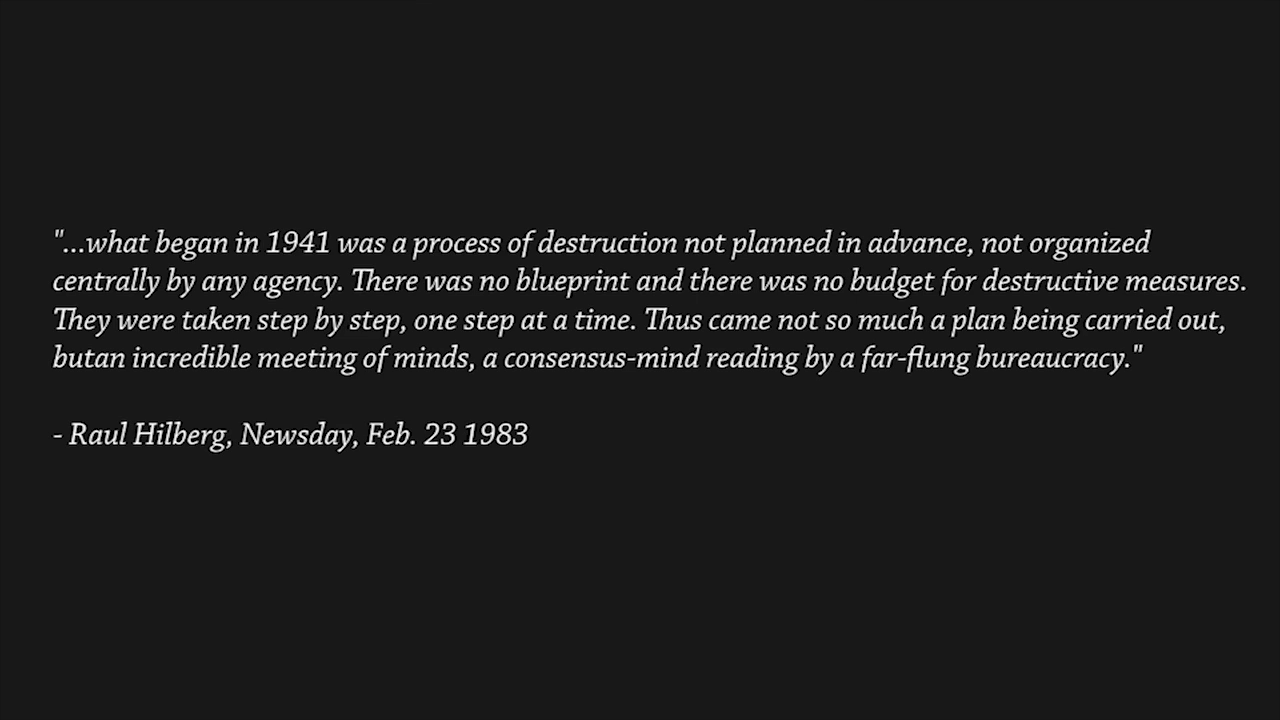 "...what began in 1941 was a process of destruction not planned in advance, not organized
centrally by any agency. There was no blueprint and there was no budget for destructive measures.
They were taken step by step, one step at a time. Thus came not so much a plan being carried out,
butan incredible meeting of minds, a consensus-mind reading by a far-flung bureaucracy."
- Raul Hilberg, Newsday, Feb. 23 1983